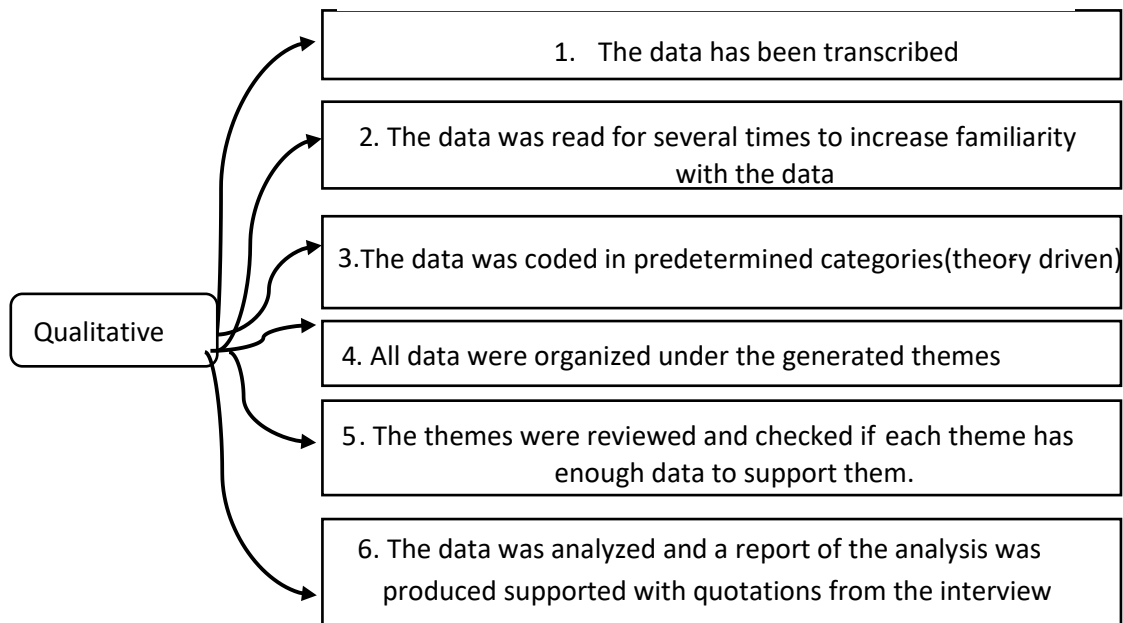 1. The data has been transcribed
2. The data was read for several times to increase familiarity
with the data
3.The data was coded in predetermined categories(theory driven)
Qualitative
4. All data were organized under the generated themes
5. The themes were reviewed and checked if each theme has
enough data to support them.
6. The data was analyzed and a report of the analysis was
produced supported with quotations from the interview